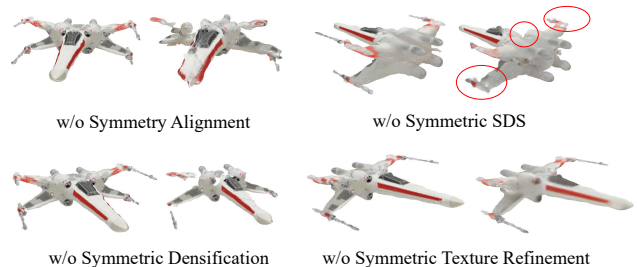 w/o Symmetry Alignment
w/o Symmetric SDS
w/o Symmetric Densification
w/o Symmetric Texture Refinement